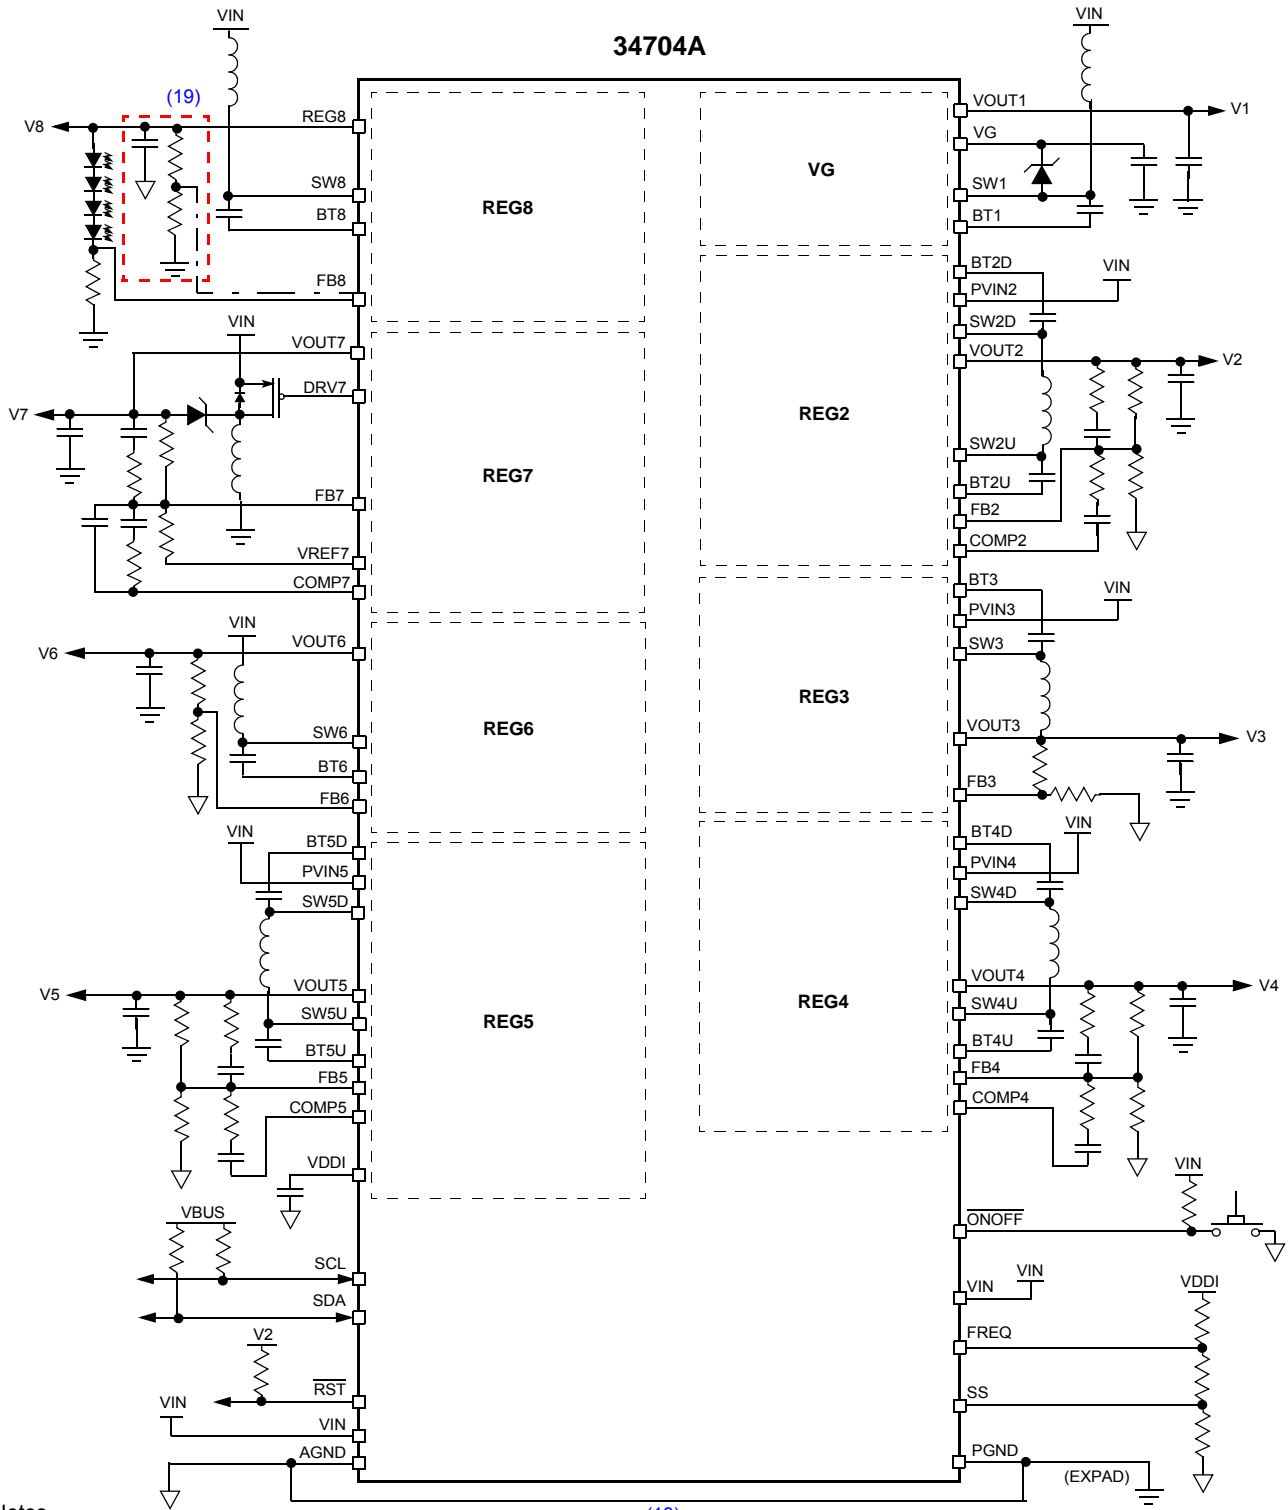 34704A
VIN
(19)
V8
REG8
SW8
BT8
FB8
REG8
VIN
VOUT7
DRV7
V7
FB7
VREF7
COMP7
REG7
VIN
V6
VOUT6
SW6
BT6
FB6
REG6
VIN
BT5D
PVIN5
SW5D
V5
VOUT5
SW5U
BT5U
FB5
COMP5
REG5
VDDI
VBUS
SCL
SDA
V2
RST
VIN
VIN
AGND
VIN
VOUT1
V1
VG
SW1
BT1
VG
BT2D
VIN
PVIN2
SW2D
VOUT2
V2
SW2U
BT2U
FB2
COMP2
REG2
BT3
VIN
PVIN3
SW3
VOUT3
V3
FB3
REG3
BT4D
VIN
PVIN4
SW4D
VOUT4
V4
SW4U
BT4U
FB4
COMP4
REG4
VIN
ONOFF
VIN
VIN
VDDI
FREQ
SS
PGND
(EXPAD)